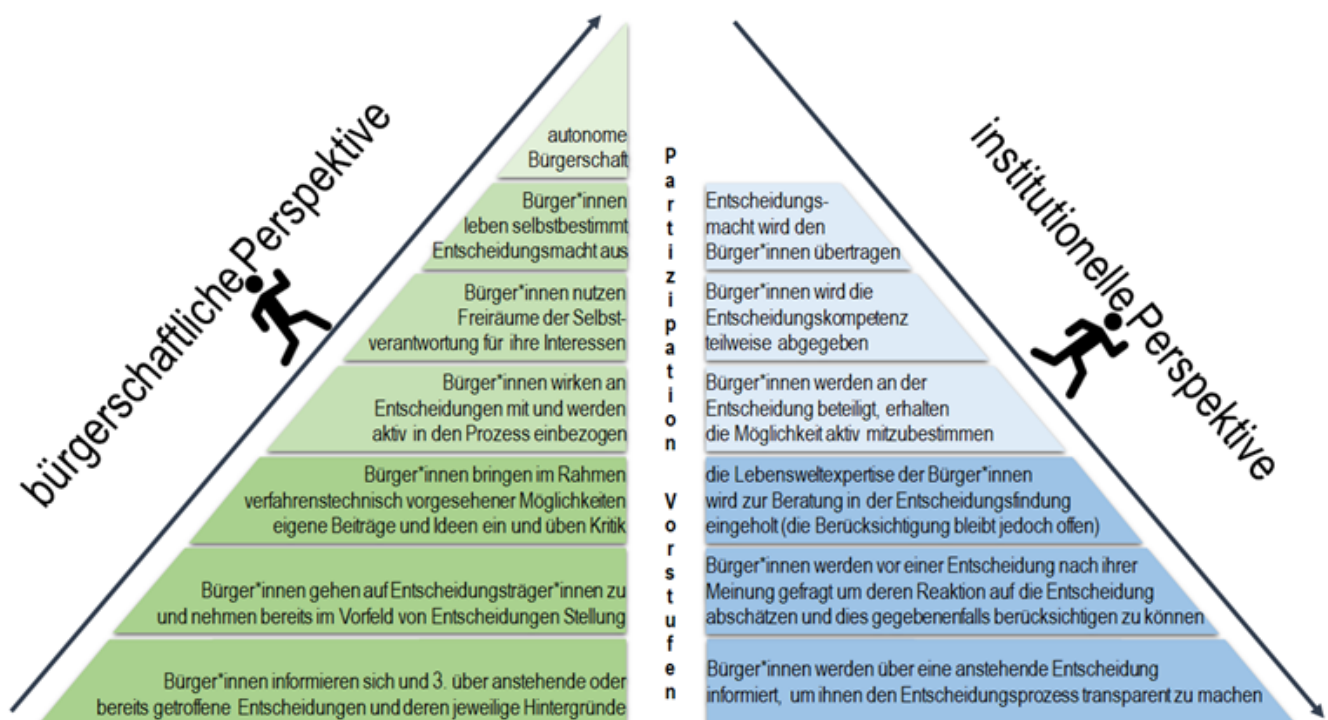 bürgerschaftliche Perspektive
autonome
Bürgerschaft
Bürger*innen
leben selbstbestimmt
Entscheidungsmacht aus
Bürger*innen nutzen
Freiräume der Selbst-
verantwortung für ihre Interessen
Bürger*innen wirken an
Entscheidungen mit und werden
aktiv in den Prozess einbezogen
Bürger*innen bringen im Rahmen
verfahrenstechnisch vorgesehener Möglichkeiten
eigene Beiträge und Ideen ein und üben Kritik
Bürger*innen gehen auf Entscheidungsträger*innen zu
und nehmen bereits im Vorfeld von Entscheidungen Stellung
Bürger*innen informieren sich und 3. über anstehende oder
bereits getroffene Entscheidungen und deren jeweilige Hintergründe
Partizipation
Vorstufen
institutionelle Perspektive
Entscheidungs-
macht wird den
Bürger*innen übertragen
Bürger*innen wird die
Entscheidungskompetenz
teilweise abgegeben
Bürger*innen werden an der
Entscheidung beteiligt, erhalten
die Möglichkeit aktiv mitzubestimmen
die Lebensweltexpertise der Bürger*innen
wird zur Beratung in der Entscheidungsfindung
eingeholt (die Berücksichtigung bleibt jedoch offen)
Bürger*innen werden vor einer Entscheidung nach ihrer
Meinung gefragt um deren Reaktion auf die Entscheidung
abschätzen und dies gegebenenfalls berücksichtigen zu können
Bürger*innen werden über eine anstehende Entscheidung
informiert, um ihnen den Entscheidungsprozess transparent zu machen